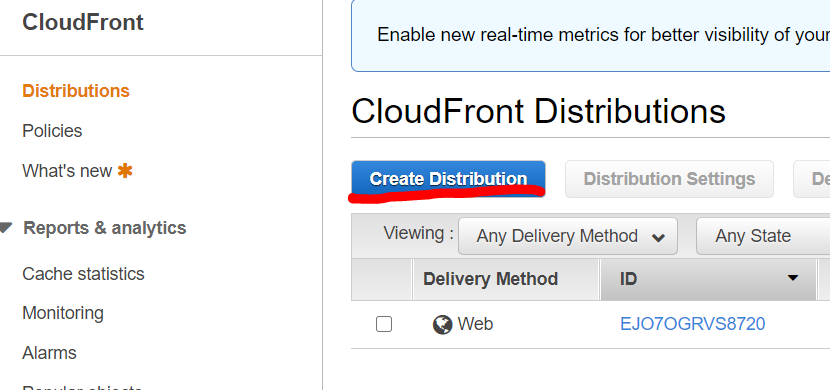 CloudFront
Distributions
Policies
What's new
Reports & analytics
Cache statistics
Monitoring
Alarms
Popular objects
Enable new real-time metrics for better visibility of your
CloudFront Distributions
Create Distribution Distribution Settings De
Viewing : Any Delivery Method Any State
Delivery Method ID
Web EJO7OGRVS8720